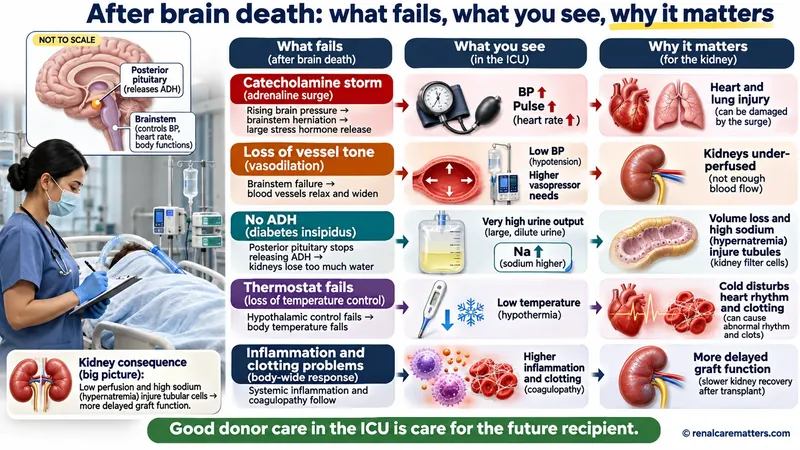 After brain death: what fails, what you see, why it matters
NOT TO SCALE
Posterior
pituitary
(releases ADH)
Brainstem
(controls BP,
heart rate,
body functions)
What fails
(after brain death)
What you see
(in the ICU)
Why it matters
(for the kidney)
Catecholamine storm
(adrenaline surge)
Rising brain pressure →
brainstem herniation →
large stress hormone release
BP ↑
Pulse ↑
(heart rate ↑)
Heart and
lung injury
(can be damaged
by the surge)
Loss of vessel tone
(vasodilation)
Brainstem failure →
blood vessels relax and widen
Low BP
(hypotension)
Higher
vasopressor
needs
Kidneys under-
perfused
(not enough
blood flow)
No ADH
(diabetes insipidus)
Posterior pituitary stops
releasing ADH →
kidneys lose too much water
Very high urine output
(large, dilute urine)
Na ↑
(sodium higher)
Volume loss and
high sodium
(hypernatremia)
injure tubules
(kidney filter cells)
Thermostat fails
(loss of temperature control)
Hypothalamic control fails →
body temperature falls
Low temperature
(hypothermia)
Cold disturbs
heart rhythm
and clotting
(can cause
abnormal rhythm
and clots)
Inflammation and
clotting problems
(body-wide response)
Systemic inflammation and
coagulopathy follow
Higher
inflammation
and clotting
(coagulopathy)
More delayed
graft function
(slower kidney recovery
after transplant)
Kidney consequence
(big picture):
Low perfusion and high sodium
(hypernatremia) injure tubular cells →
more delayed graft function.
Good donor care in the ICU is care for the future recipient.
© renalcarematters.com